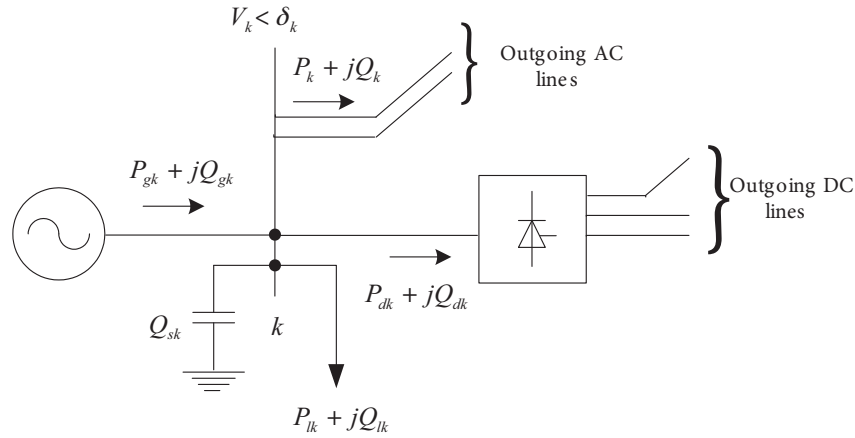 V_k < δ_k
P_k + jQ_k
Outgoing AC
lines
P_gk + jQ_gk
Outgoing DC
lines
P_dk + jQ_dk
Q_sk
k
P_lk + jQ_lk